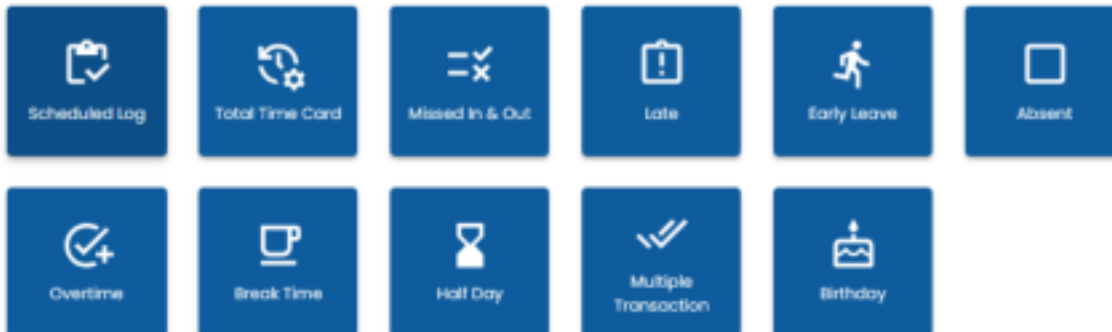 Scheduled Log
Total Time Card
Missed In & Out
Late
Early Leave
Absent
Overtime
Break Time
Half Day
Multiple
Transaction
Birthday